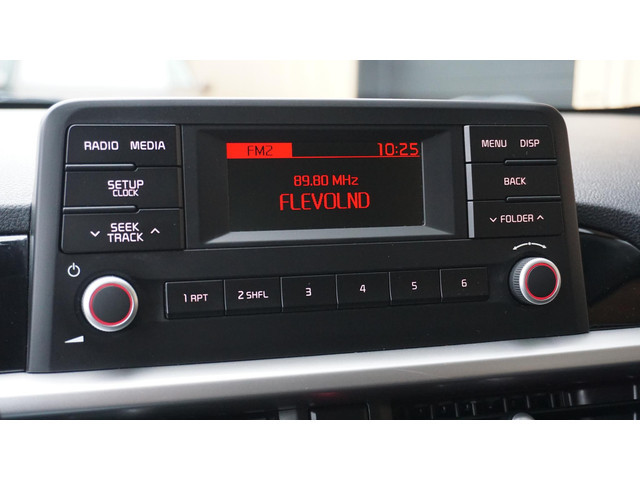 RADIO MEDIA
FM2 10:25
MENU DISP
SETUP
CLOCK
89.80 MHz
BACK
FLEVOLND
SEEK
TRACK
FOLDER
1 RPT 2 SHFL 3 4 5 6